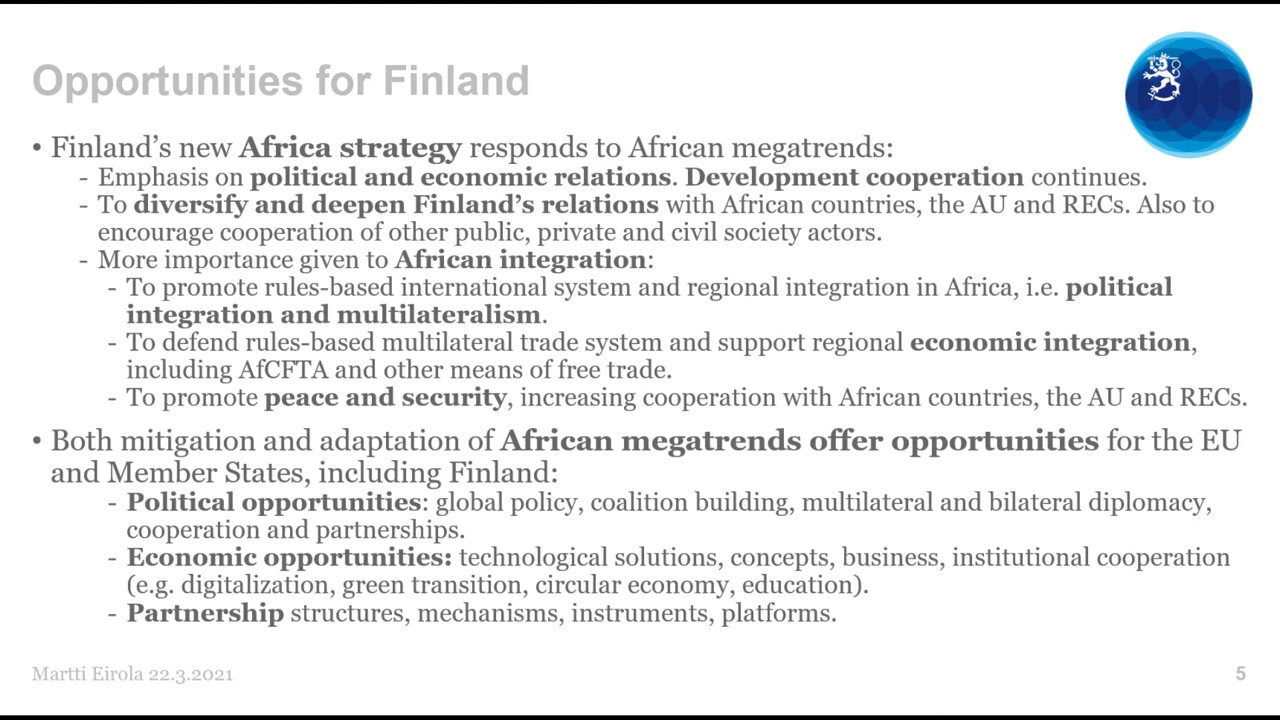 Opportunities for Finland
• Finland's new Africa strategy responds to African megatrends:
- Emphasis on political and economic relations. Development cooperation continues.
- To diversify and deepen Finland's relations with African countries, the AU and RECs. Also to
encourage cooperation of other public, private and civil society actors.
- More importance given to African integration:
- To promote rules-based international system and regional integration in Africa, i.e. political
integration and multilateralism.
- To defend rules-based multilateral trade system and support regional economic integration,
including AfCFTA and other means of free trade.
- To promote peace and security, increasing cooperation with African countries, the AU and RECs.
• Both mitigation and adaptation of African megatrends offer opportunities for the EU
and Member States, including Finland:
- Political opportunities: global policy, coalition building, multilateral and bilateral diplomacy,
cooperation and partnerships.
- Economic opportunities: technological solutions, concepts, business, institutional cooperation
(e.g. digitalization, green transition, circular economy, education).
- Partnership structures, mechanisms, instruments, platforms.
Martti Eirola 22.3.2021
5